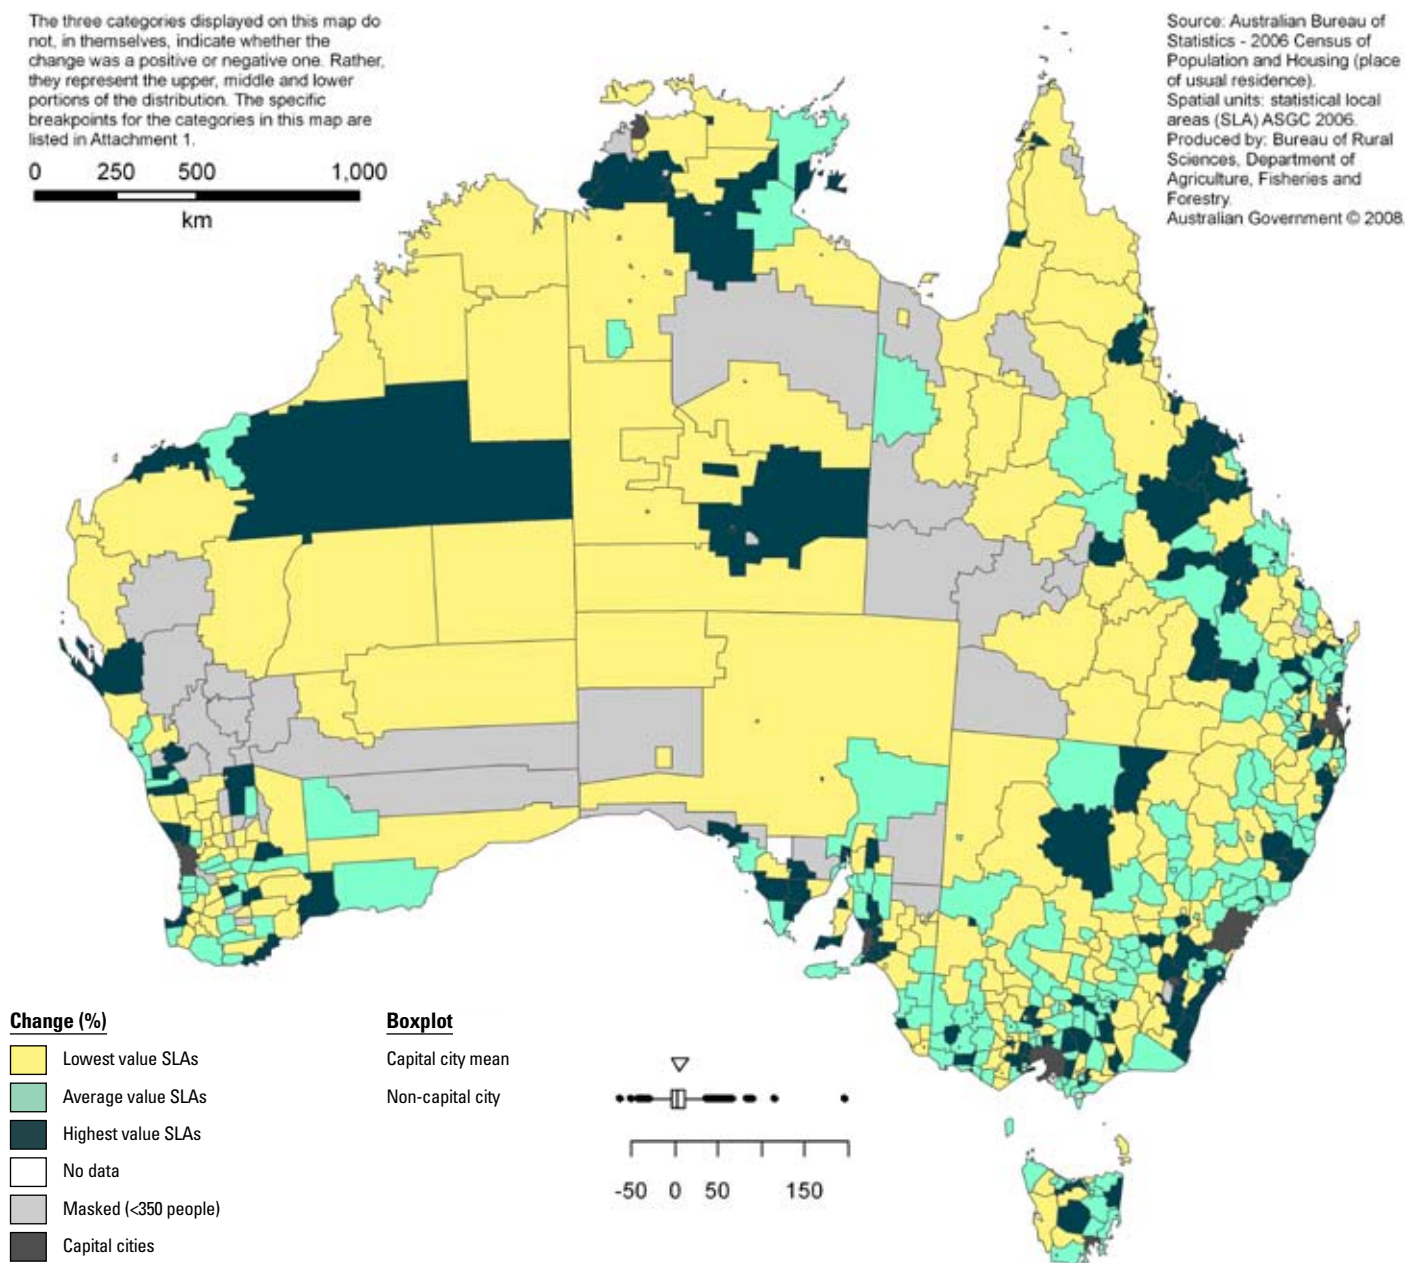 The three categories displayed on this map do
not, in themselves, indicate whether the
change was a positive or negative one. Rather,
they represent the upper, middle and lower
portions of the distribution. The specific
breakpoints for the categories in this map are
listed in Attachment 1.
0 250 500 1,000
km
Source: Australian Bureau of
Statistics - 2006 Census of
Population and Housing (place
of usual residence).
Spatial units: statistical local
areas (SLA) ASGC 2006.
Produced by: Bureau of Rural
Sciences, Department of
Agriculture, Fisheries and
Forestry.
Australian Government © 2008.
Change (%)
Lowest value SLAs
Average value SLAs
Highest value SLAs
No data
Masked (<350 people)
Capital cities
Boxplot
Capital city mean
Non-capital city
-50 0 50 150